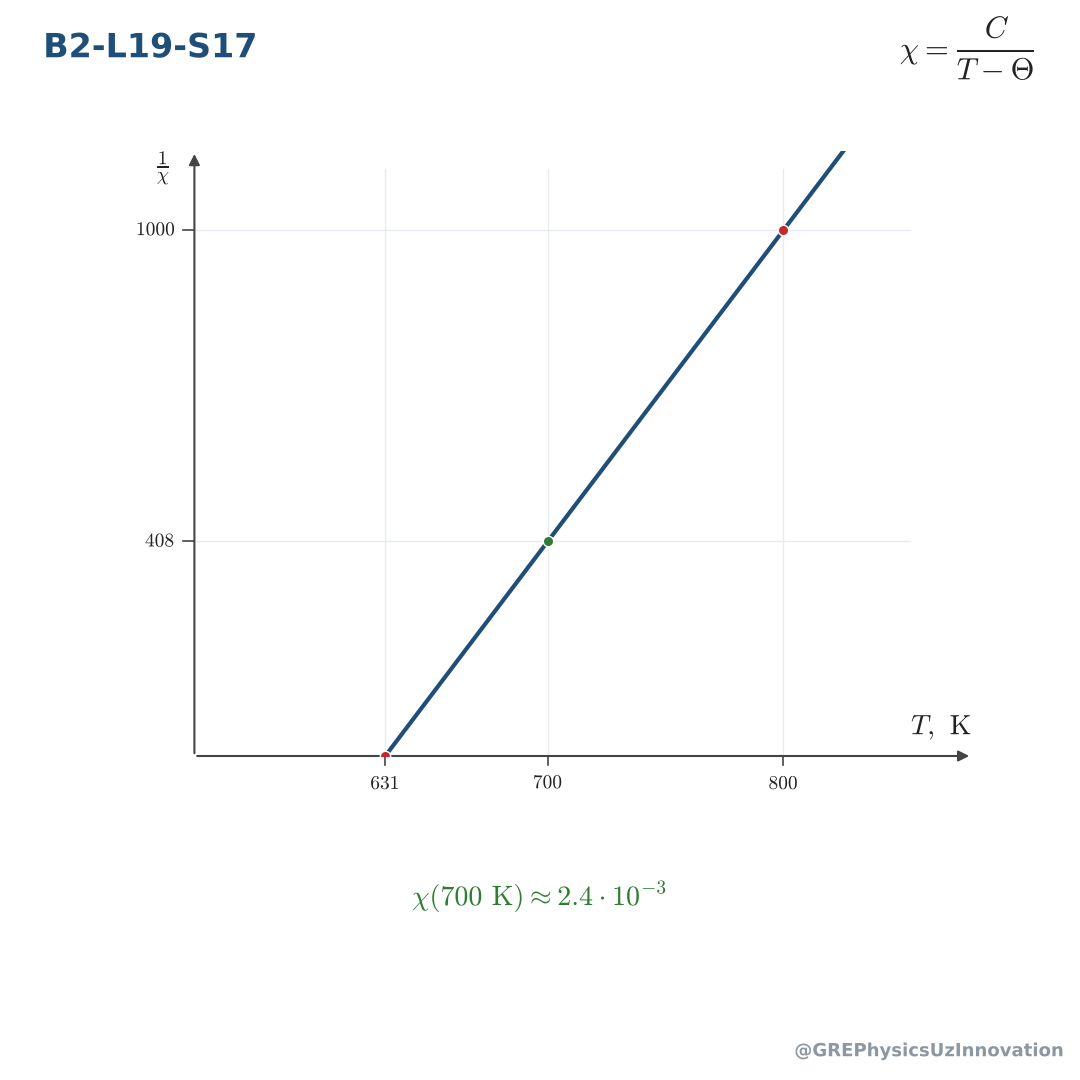 B2-L19-S17
χ = C / (T − Θ)
1/χ
1000
408
T, K
631 700 800
χ(700 K) ≈ 2.4 · 10⁻³
@GREPhysicsUzInnovation